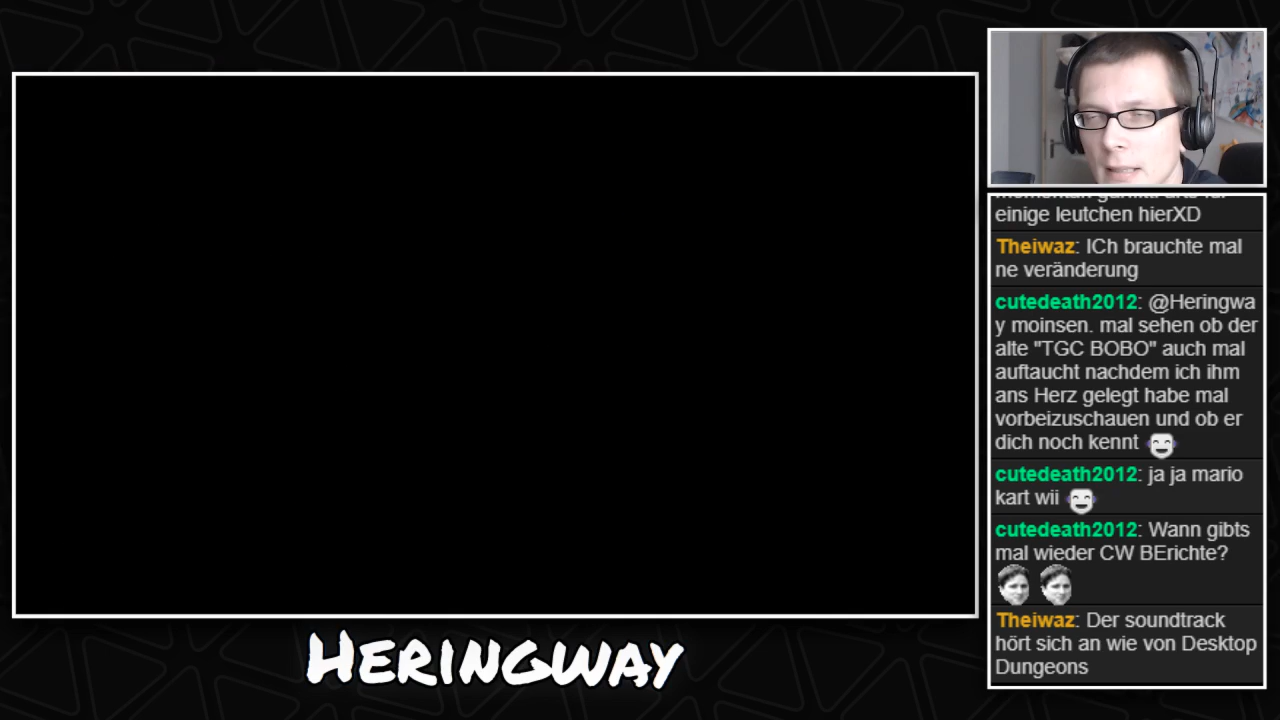 einige leutchen hierXD
Theiwaz: ICh brauchte mal
ne veränderung
cutedeath2012: @Heringwa
y moinsen. mal sehen ob der
alte "TGC BOBO" auch mal
auftaucht nachdem ich ihm
ans Herz gelegt habe mal
vorbeizuschauen und ob er
dich noch kennt
cutedeath2012: ja ja mario
kart wii
cutedeath2012: Wann gibts
mal wieder CW BErichte?
Theiwaz: Der soundtrack
hört sich an wie von Desktop
Dungeons
HERINGWAY